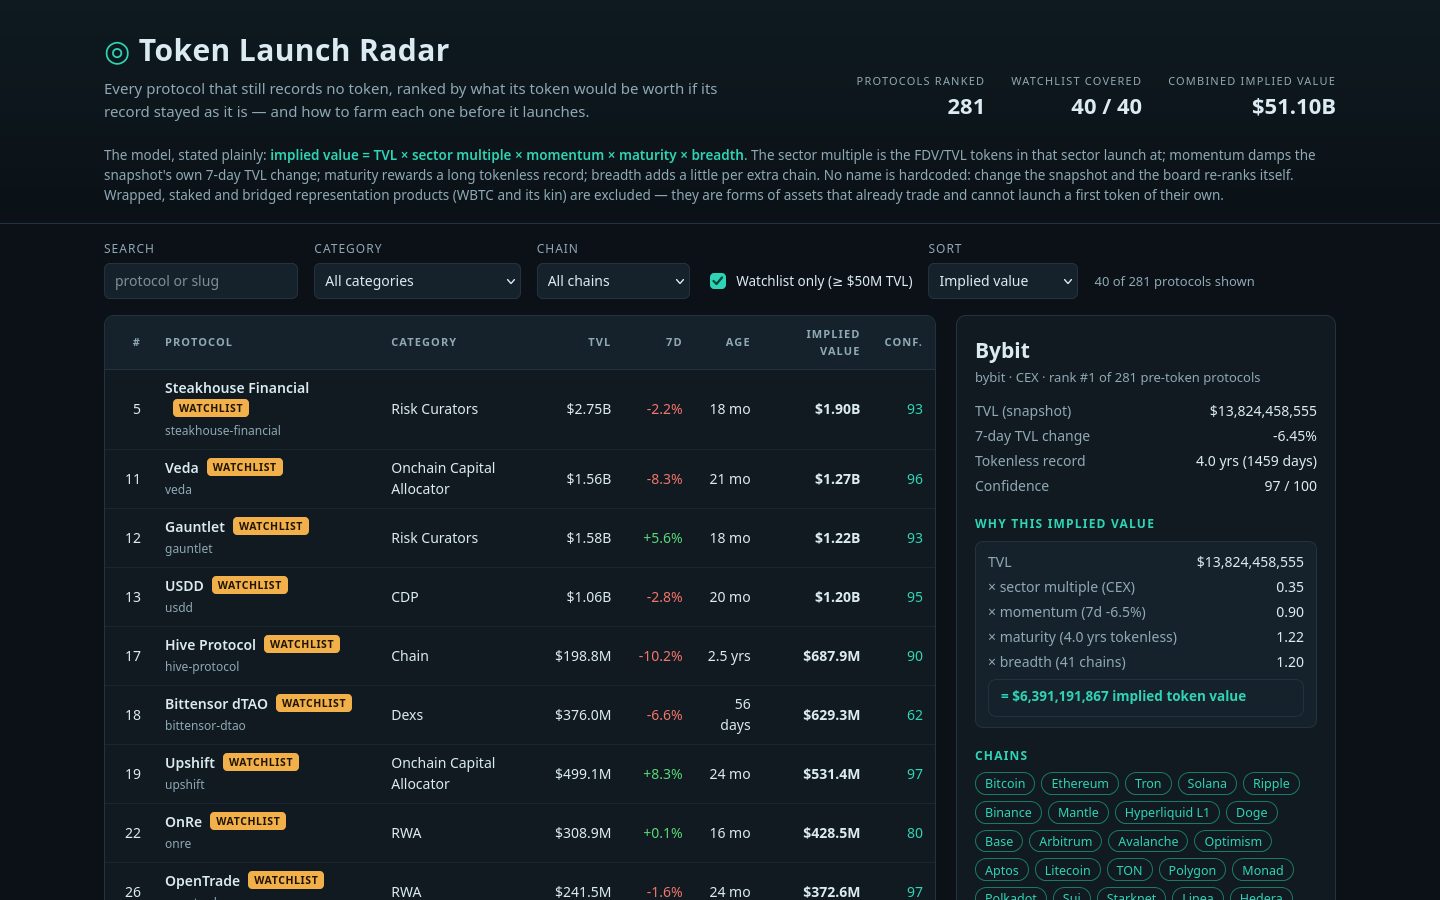 ◎ Token Launch Radar
Every protocol that still records no token, ranked by what its token would be worth if its
record stayed as it is — and how to farm each one before it launches.
PROTOCOLS RANKED WATCHLIST COVERED COMBINED IMPLIED VALUE
281 40 / 40 $51.10B
The model, stated plainly: implied value = TVL × sector multiple × momentum × maturity × breadth. The sector multiple is the FDV/TVL tokens in that sector launch at; momentum damps the
snapshot's own 7-day TVL change; maturity rewards a long tokenless record; breadth adds a little per extra chain. No name is hardcoded: change the snapshot and the board re-ranks itself.
Wrapped, staked and bridged representation products (WBTC and its kin) are excluded — they are forms of assets that already trade and cannot launch a first token of their own.
SEARCH CATEGORY CHAIN SORT
protocol or slug All categories All chains Watchlist only (≥ $50M TVL) Implied value 40 of 281 protocols shown
# PROTOCOL CATEGORY TVL 7D AGE IMPLIED VALUE CONF.
5 Steakhouse Financial WATCHLIST Risk Curators $2.75B -2.2% 18 mo $1.90B 93
steakhouse-financial
11 Veda WATCHLIST Onchain Capital Allocator $1.56B -8.3% 21 mo $1.27B 96
veda
12 Gauntlet WATCHLIST Risk Curators $1.58B +5.6% 18 mo $1.22B 93
gauntlet
13 USDD WATCHLIST CDP $1.06B -2.8% 20 mo $1.20B 95
usdd
17 Hive Protocol WATCHLIST Chain $198.8M -10.2% 2.5 yrs $687.9M 90
hive-protocol
18 Bittensor dTAO WATCHLIST Dexs $376.0M -6.6% 56 days $629.3M 62
bittensor-dtao
19 Upshift WATCHLIST Onchain Capital Allocator $499.1M +8.3% 24 mo $531.4M 97
upshift
22 OnRe WATCHLIST RWA $308.9M +0.1% 16 mo $428.5M 80
onre
26 OpenTrade WATCHLIST RWA $241.5M -1.6% 24 mo $372.6M 97
Bybit
bybit · CEX · rank #1 of 281 pre-token protocols
TVL (snapshot) $13,824,458,555
7-day TVL change -6.45%
Tokenless record 4.0 yrs (1459 days)
Confidence 97 / 100
WHY THIS IMPLIED VALUE
TVL $13,824,458,555
× sector multiple (CEX) 0.35
× momentum (7d -6.5%) 0.90
× maturity (4.0 yrs tokenless) 1.22
× breadth (41 chains) 1.20
= $6,391,191,867 implied token value
CHAINS
Bitcoin Ethereum Tron Solana Ripple
Binance Mantle Hyperliquid L1 Doge
Base Arbitrum Avalanche Optimism
Aptos Litecoin TON Polygon Monad
Polkadot Sui Starknet Linea Hedera